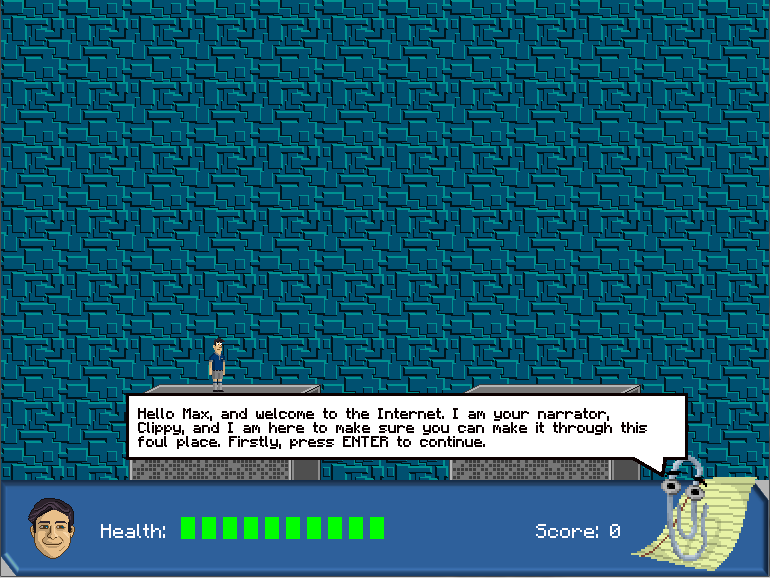 Hello Max, and welcome to the Internet. I am your narrator,
Clippy, and I am here to make sure you can make it through this
foul place. Firstly, press ENTER to continue.
Health:
Score: 0